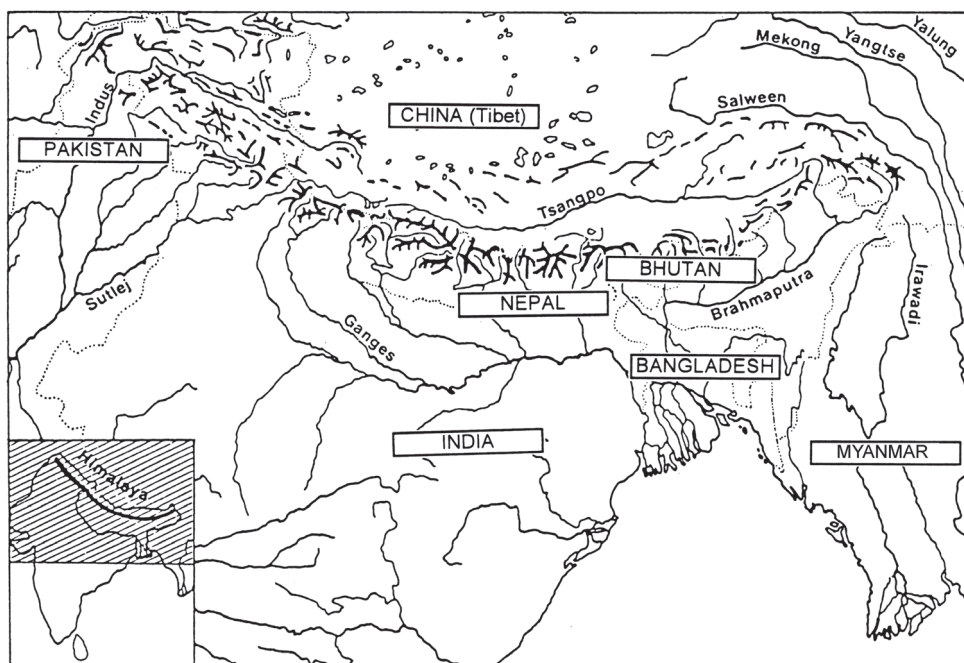 Yalung
Yangtse
Mekong
Salween
Indus
CHINA (Tibet)
PAKISTAN
Tsangpo
BHUTAN
Sutlej
NEPAL
Brahmaputra
Irawadi
Ganges
BANGLADESH
INDIA
MYANMAR
Himalaya